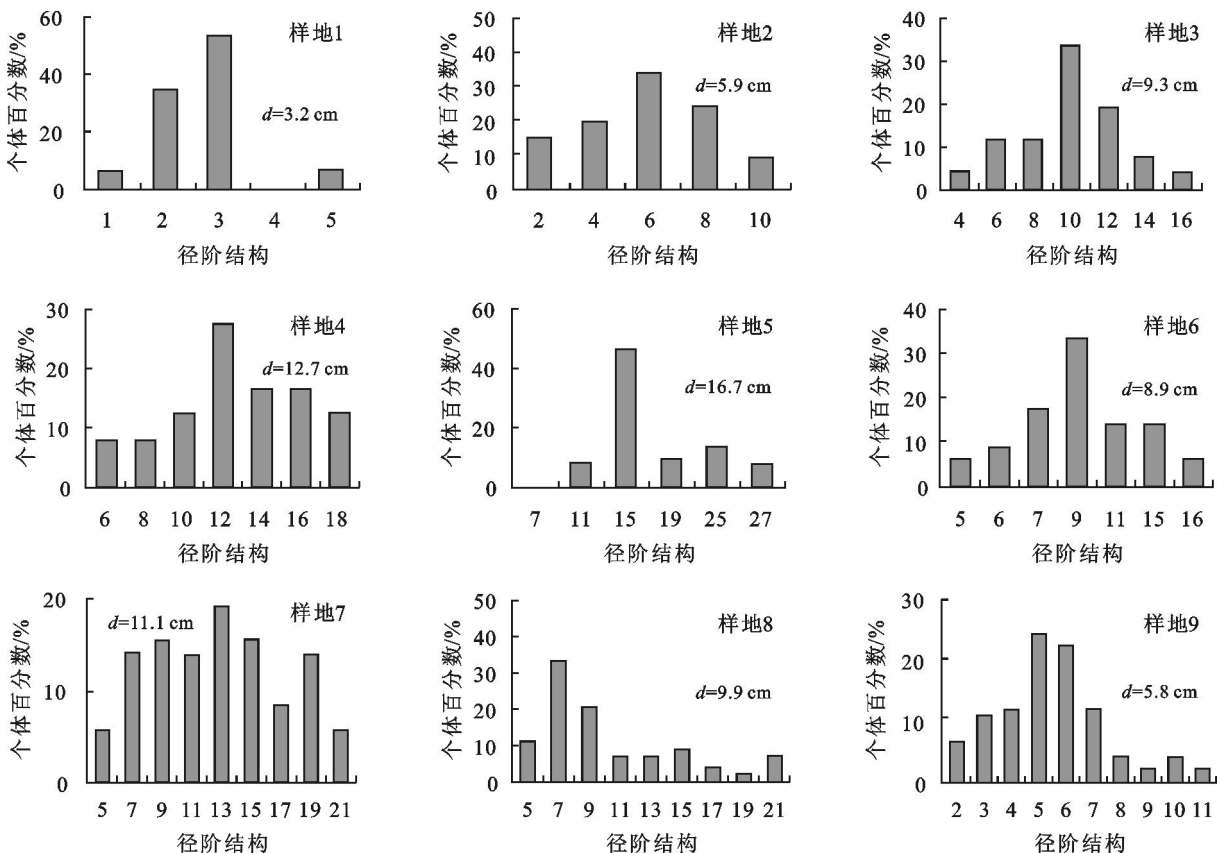 个体百分数/%
60
40
20
0
样地1
d=3.2 cm
1 2 3 4 5
径阶结构
个体百分数/%
50
40
30
20
10
0
样地2
d=5.9 cm
2 4 6 8 10
径阶结构
个体百分数/%
40
30
20
10
0
样地3
d=9.3 cm
4 6 8 10 12 14 16
径阶结构
个体百分数/%
30
20
10
0
样地4
d=12.7 cm
6 8 10 12 14 16 18
径阶结构
个体百分数/%
60
40
20
0
样地5
d=16.7 cm
7 11 15 19 25 27
径阶结构
个体百分数/%
40
30
20
10
0
样地6
d=8.9 cm
5 6 7 9 11 15 16
径阶结构
个体百分数/%
20
10
0
样地7
d=11.1 cm
5 7 9 11 13 15 17 19 21
径阶结构
个体百分数/%
50
40
30
20
10
0
样地8
d=9.9 cm
5 7 9 11 13 15 17 19 21
径阶结构
个体百分数/%
30
20
10
0
样地9
d=5.8 cm
2 3 4 5 6 7 8 9 10 11
径阶结构